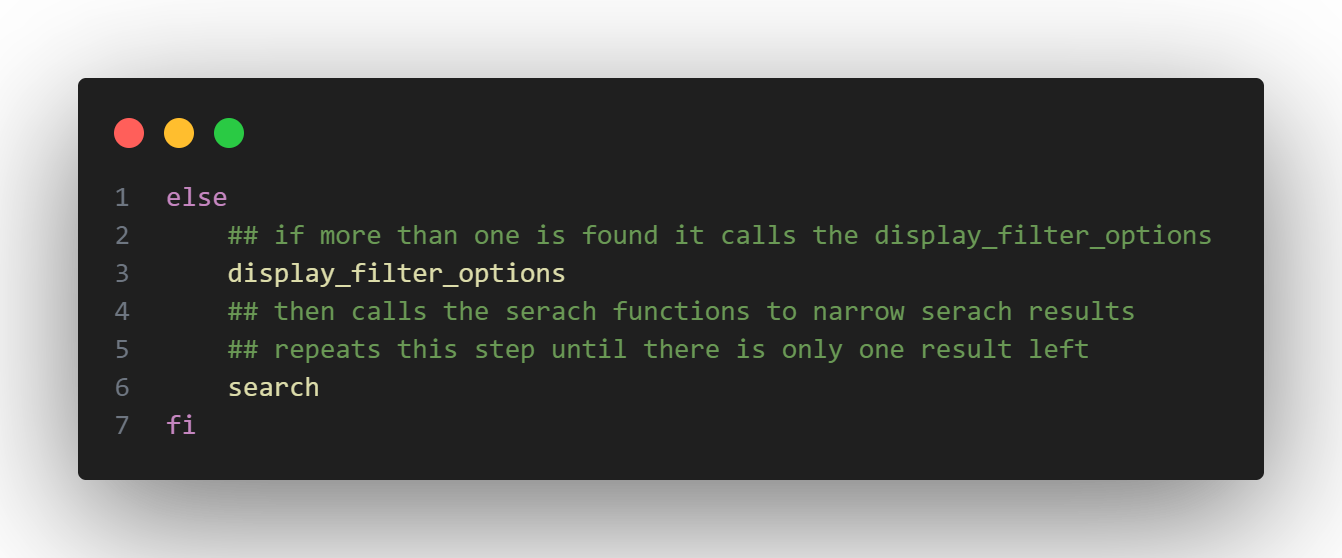 1 else
2     ## if more than one is found it calls the display_filter_options
3     display_filter_options
4     ## then calls the serach functions to narrow serach results
5     ## repeats this step until there is only one result left
6     search
7 fi